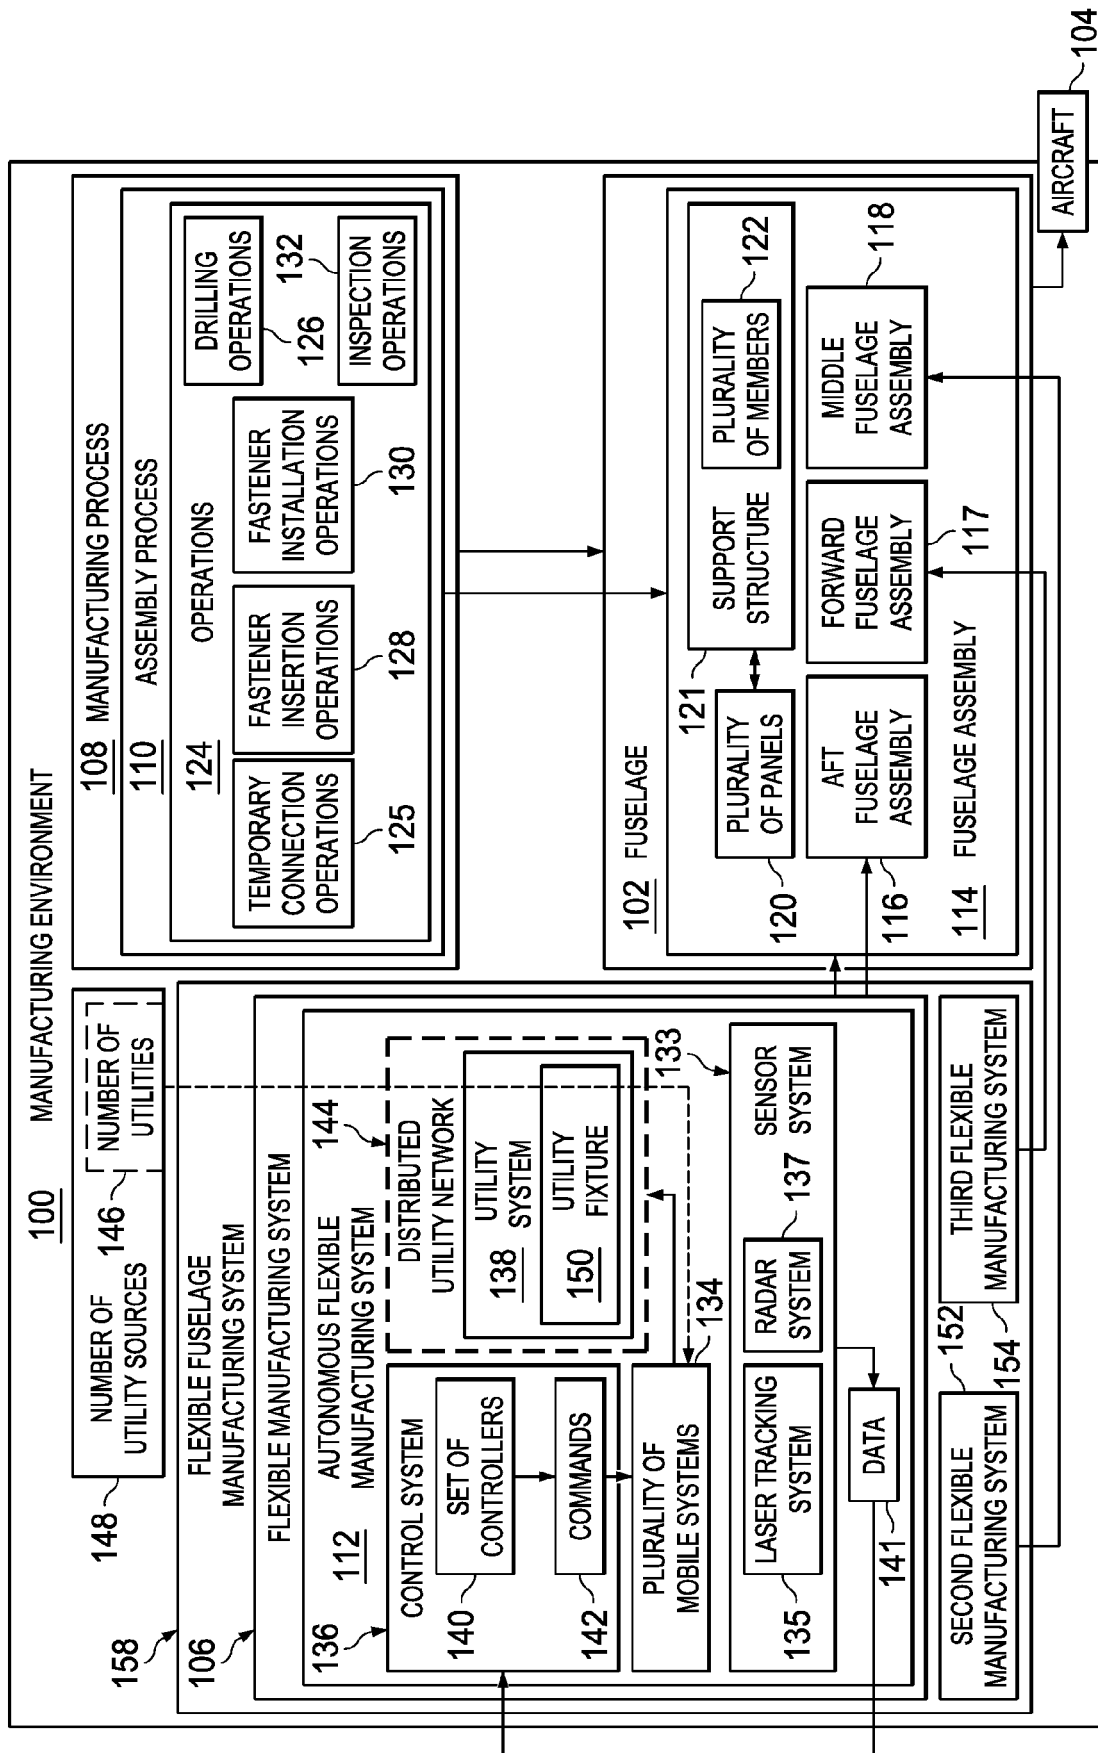 MANUFACTURING ENVIRONMENT
100
NUMBER OF
UTILITY SOURCES
148
NUMBER OF
UTILITIES
146
MANUFACTURING PROCESS
108
ASSEMBLY PROCESS
110
OPERATIONS
124
TEMPORARY
CONNECTION
OPERATIONS
125
FASTENER
INSERTION
OPERATIONS
128
FASTENER
INSTALLATION
OPERATIONS
130
DRILLING
OPERATIONS
126
132
INSPECTION
OPERATIONS
158
FLEXIBLE FUSELAGE
MANUFACTURING SYSTEM
106
FLEXIBLE MANUFACTURING SYSTEM
AUTONOMOUS FLEXIBLE
MANUFACTURING SYSTEM
112
136
CONTROL SYSTEM
SET OF
CONTROLLERS
140
COMMANDS
142
144
DISTRIBUTED
UTILITY NETWORK
UTILITY
SYSTEM
138
UTILITY
FIXTURE
150
PLURALITY OF
MOBILE SYSTEMS
134
133
SENSOR
SYSTEM
LASER TRACKING
SYSTEM
135
RADAR
SYSTEM
137
DATA
141
SECOND FLEXIBLE
MANUFACTURING SYSTEM
152
THIRD FLEXIBLE
MANUFACTURING SYSTEM
154
FUSELAGE
102
PLURALITY
OF PANELS
120
121
SUPPORT
STRUCTURE
PLURALITY
OF MEMBERS
122
AFT
FUSELAGE
ASSEMBLY
116
FORWARD
FUSELAGE
ASSEMBLY
117
MIDDLE
FUSELAGE
ASSEMBLY
118
FUSELAGE ASSEMBLY
114
AIRCRAFT
104